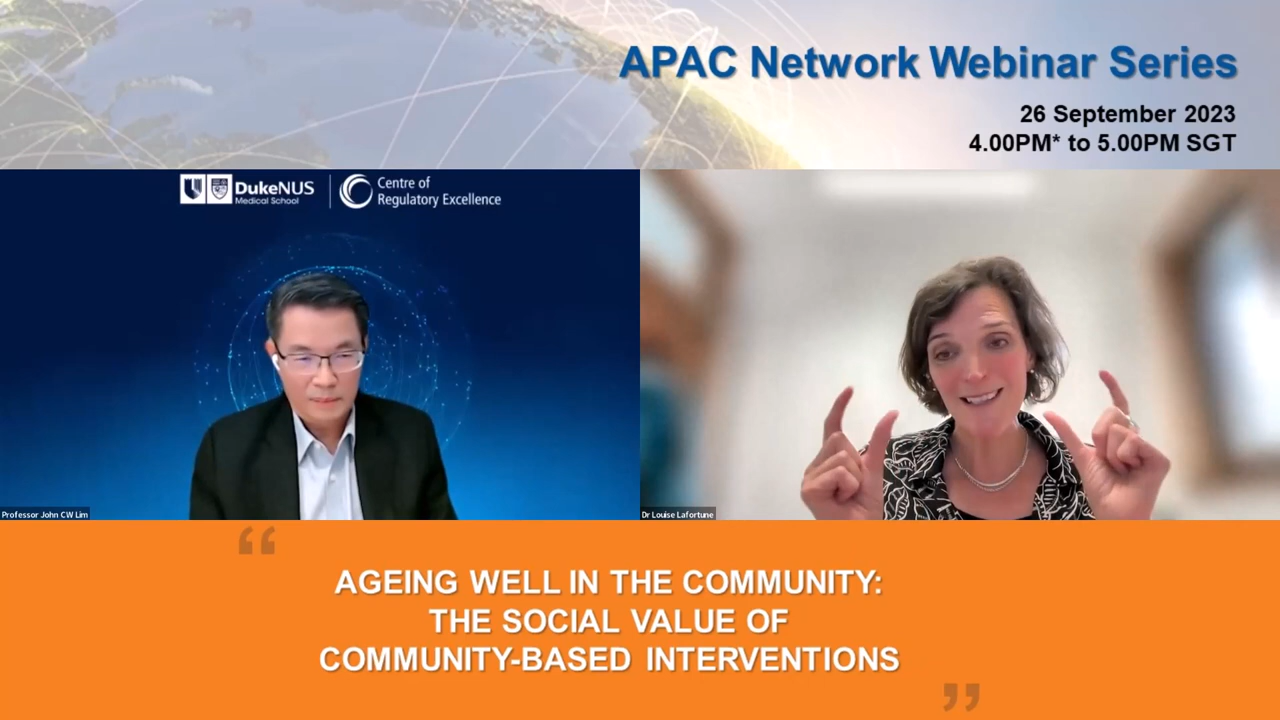 APAC Network Webinar Series
26 September 2023
4.00PM* to 5.00PM SGT
DukeNUS
Medical School
Centre of
Regulatory Excellence
Professor John CW Lim
Dr Louise Lafortune
“
AGEING WELL IN THE COMMUNITY:
THE SOCIAL VALUE OF
COMMUNITY-BASED INTERVENTIONS
”